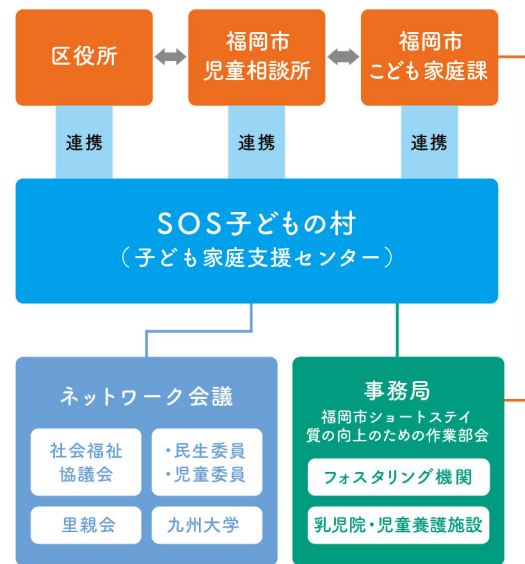 区役所
福岡市
児童相談所
福岡市
こども家庭課
連携
連携
連携
SOS子どもの村
（子ども家庭支援センター）
ネットワーク会議
社会福祉
協議会
・民生委員
・児童委員
里親会
九州大学
事務局
福岡市ショートステイ
質の向上のための作業部会
フォスタリング機関
乳児院・児童養護施設